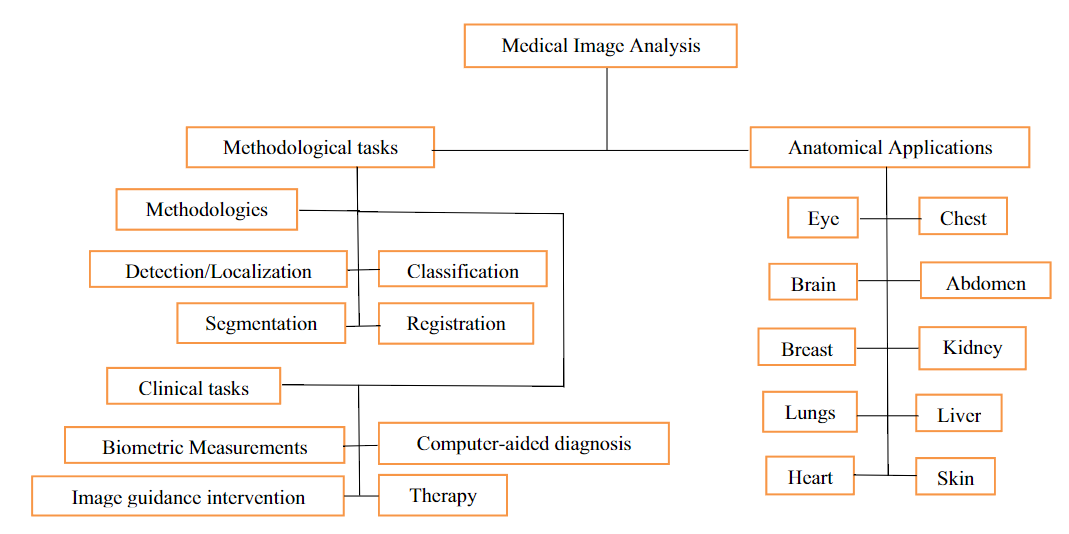 Medical Image Analysis
Methodological tasks
Anatomical Applications
Methodologies
Detection/Localization
Classification
Segmentation
Registration
Clinical tasks
Biometric Measurements
Computer-aided diagnosis
Image guidance intervention
Therapy
Eye
Chest
Brain
Abdomen
Breast
Kidney
Lungs
Liver
Heart
Skin